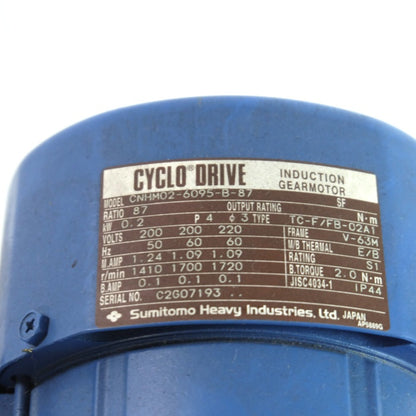 CYCLO® DRIVE INDUCTION GEARMOTOR
MODEL CNHM02-6095-B-87 SF
RATIO 87 OUTPUT RATING N·m
kW 0.2 P 4 φ 3 TYPE TC-F/FB-02A1
VOLTS 200 200 220 FRAME V-63M
Hz 50 60 60 M/B THERMAL E/B
M.AMP 1.24 1.09 1.09 RATING S1
r/min 1410 1700 1720 B.TORQUE 2.0 N·m
B.AMP 0.1 0.1 0.1 JISC4034-1 IP44
SERIAL NO. C2G07193 ..
Sumitomo Heavy Industries, Ltd. JAPAN
AP5889G